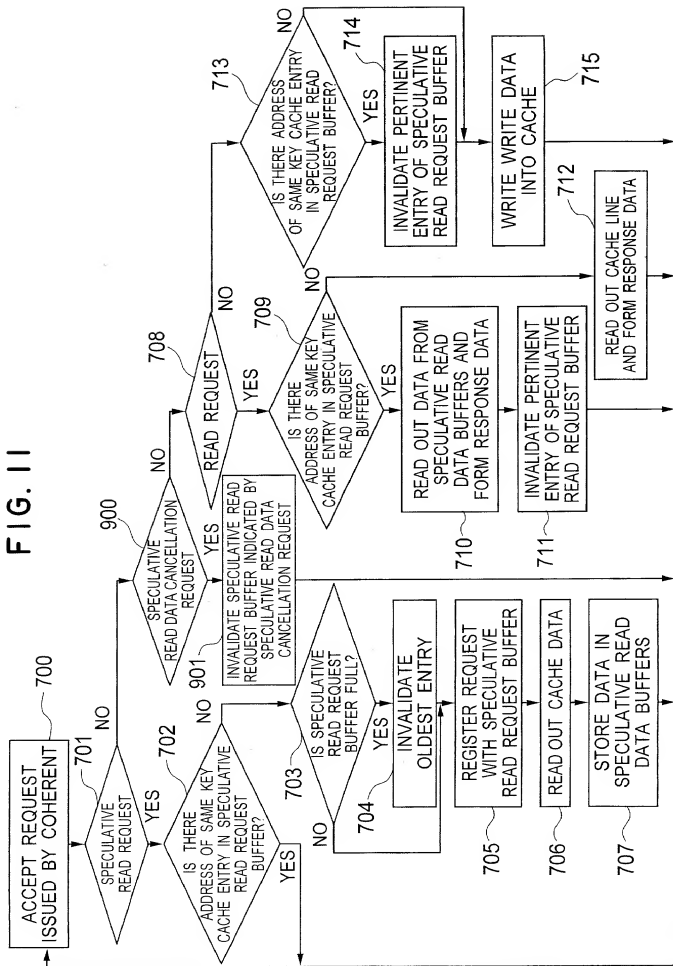 FIG. 11
700
ACCEPT REQUEST
ISSUED BY COHERENT
701
SPECULATIVE
READ REQUEST
NO
YES
702
IS THERE
ADDRESS OF SAME KEY
CACHE ENTRY IN SPECULATIVE
READ REQUEST
BUFFER?
NO
YES
703
IS SPECULATIVE
READ REQUEST
BUFFER FULL?
NO
YES
704
INVALIDATE
OLDEST ENTRY
705
REGISTER REQUEST
WITH SPECULATIVE
READ REQUEST BUFFER
706
READ OUT CACHE DATA
707
STORE DATA IN
SPECULATIVE READ
DATA BUFFERS
900
SPECULATIVE
READ DATA CANCELLATION
REQUEST
NO
YES
901
INVALIDATE SPECULATIVE READ
REQUEST BUFFER INDICATED BY
SPECULATIVE READ DATA
CANCELLATION REQUEST
708
READ REQUEST
NO
YES
709
IS THERE
ADDRESS OF SAME KEY
CACHE ENTRY IN SPECULATIVE
READ REQUEST
BUFFER?
NO
YES
710
READ OUT DATA FROM
SPECULATIVE READ
DATA BUFFERS AND
FORM RESPONSE DATA
711
INVALIDATE PERTINENT
ENTRY OF SPECULATIVE
READ REQUEST BUFFER
712
READ OUT CACHE LINE
AND FORM RESPONSE DATA
713
IS THERE ADDRESS
OF SAME KEY CACHE ENTRY
IN SPECULATIVE READ
REQUEST BUFFER?
NO
YES
714
INVALIDATE PERTINENT
ENTRY OF SPECULATIVE
READ REQUEST BUFFER
715
WRITE WRITE DATA
INTO CACHE